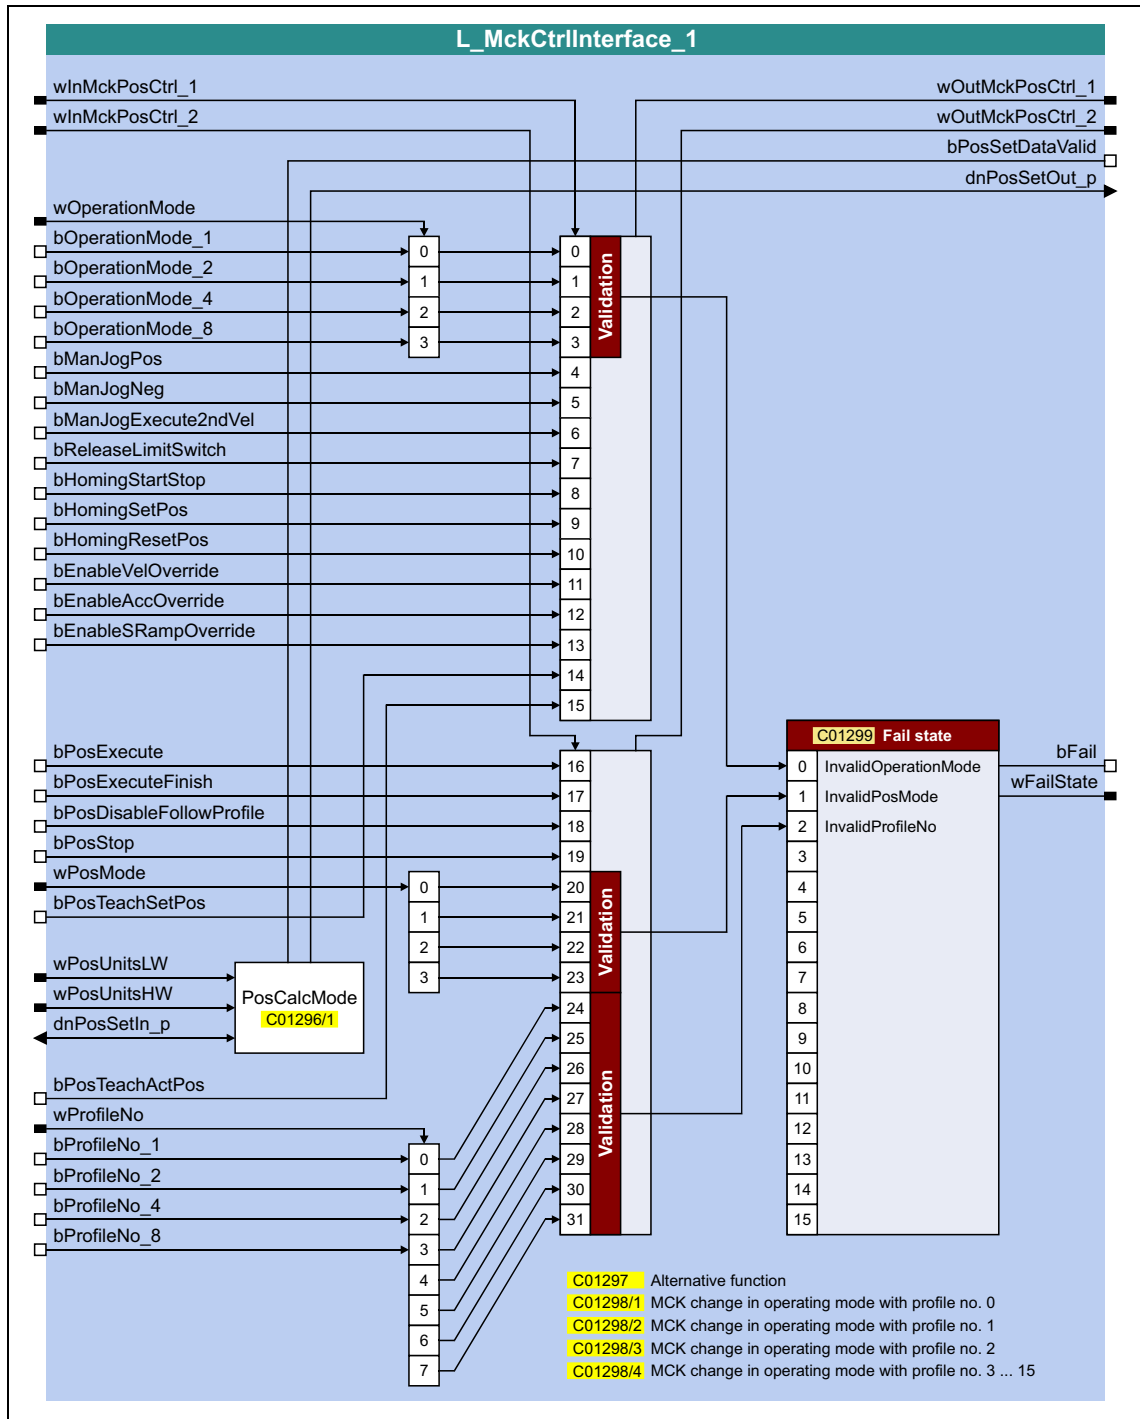 L_MckCtrlInterface_1
wInMckPosCtrl_1
wOutMckPosCtrl_1
wInMckPosCtrl_2
wOutMckPosCtrl_2
bPosSetDataValid
dnPosSetOut_p
wOperationMode
bOperationMode_1
0
0
bOperationMode_2
1
1
bOperationMode_4
2
2
bOperationMode_8
3
3
Validation
bManJogPos
4
bManJogNeg
5
bManJogExecute2ndVel
6
bReleaseLimitSwitch
7
bHomingStartStop
8
bHomingSetPos
9
bHomingResetPos
10
bEnableVelOverride
11
bEnableAccOverride
12
bEnableSRampOverride
13
14
15
C01299 Fail state
bPosExecute
16
0 InvalidOperationMode
bFail
bPosExecuteFinish
17
1 InvalidPosMode
wFailState
bPosDisableFollowProfile
18
2 InvalidProfileNo
bPosStop
19
3
wPosMode
0
20
4
bPosTeachSetPos
1
21
5
2
22
6
3
23
7
Validation
wPosUnitsLW
wPosUnitsHW
dnPosSetIn_p
PosCalcMode
C01296/1
24
8
25
9
26
10
bPosTeachActPos
27
11
wProfileNo
28
12
bProfileNo_1
0
29
13
bProfileNo_2
1
30
14
bProfileNo_4
2
31
15
Validation
bProfileNo_8
3
4
5
6
7
C01297 Alternative function
C01298/1 MCK change in operating mode with profile no. 0
C01298/2 MCK change in operating mode with profile no. 1
C01298/3 MCK change in operating mode with profile no. 2
C01298/4 MCK change in operating mode with profile no. 3 ... 15